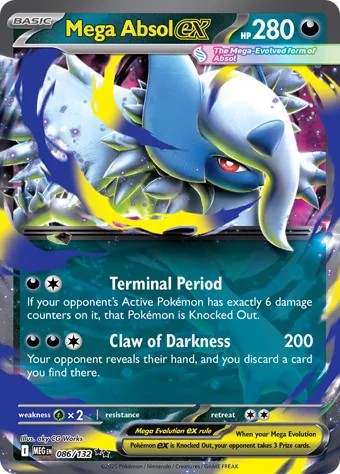 BASIC
Mega Absol ex
HP 280
The Mega-Evolved form of
Absol
Terminal Period
If your opponent's Active Pokémon has exactly 6 damage
counters on it, that Pokémon is Knocked Out.
Claw of Darkness 200
Your opponent reveals their hand, and you discard a card
you find there.
weakness ×2 resistance retreat
Illus. aky CG Works
Mega Evolution ex rule
D MEG EN 086/132
When your Mega Evolution
Pokémon ex is Knocked Out, your opponent takes 3 Prize cards.
©2025 Pokémon / Nintendo / Creatures / GAME FREAK